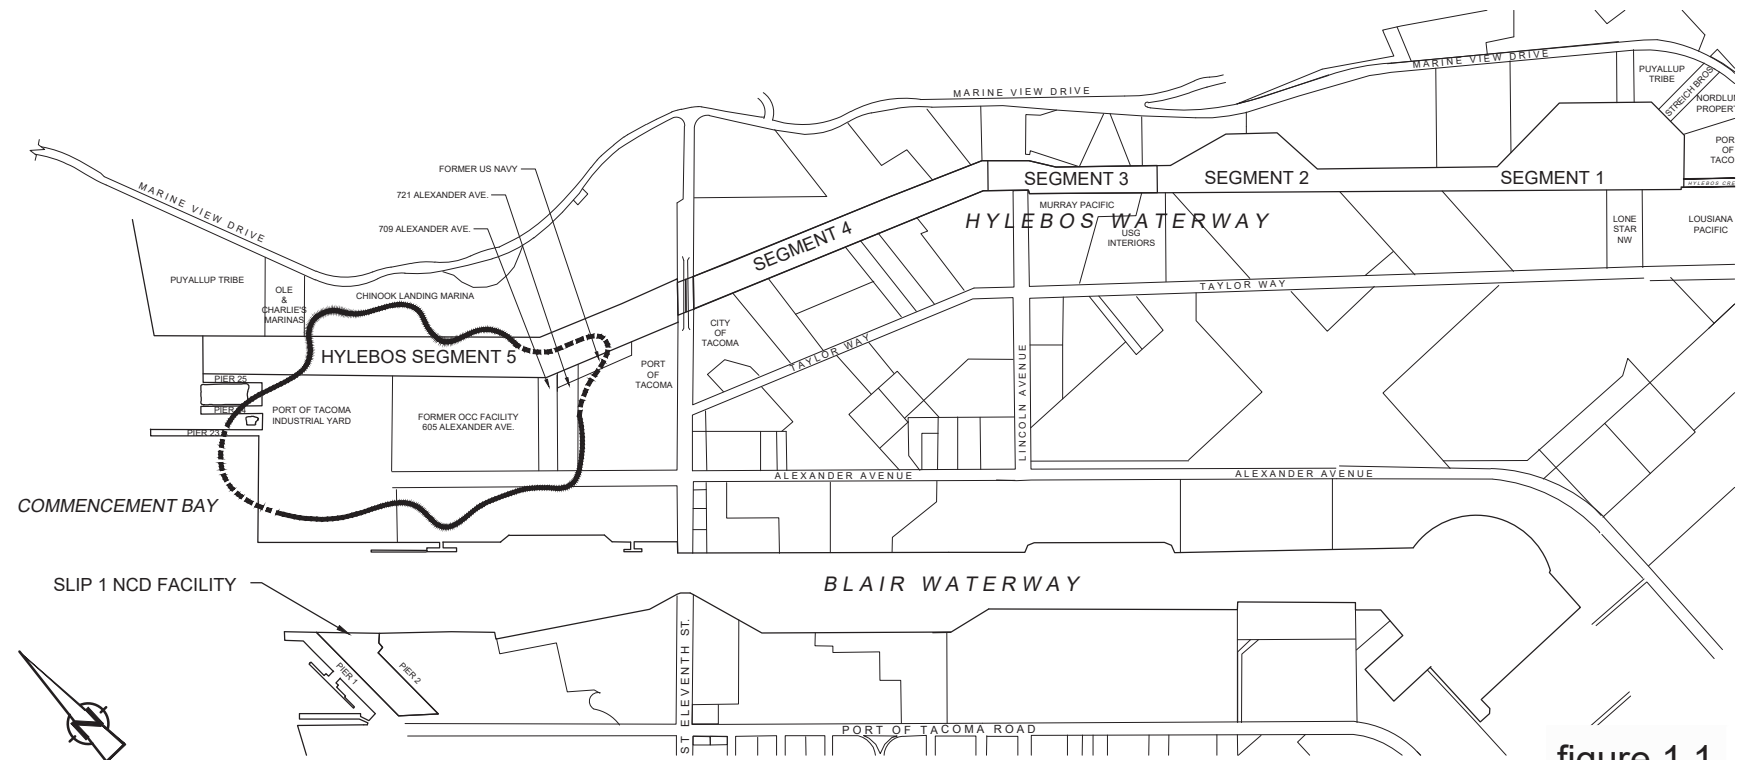 MARINE VIEW DRIVE
PUYALLUP
TRIBE
STREICH BROS
MARINE VIEW DRIVE
FORMER US NAVY
721 ALEXANDER AVE.
709 ALEXANDER AVE.
MARINE VIEW DRIVE
SEGMENT 3
SEGMENT 2
SEGMENT 1
HYLEBOS CRE
MURRAY PACIFIC
HYLEBOS WATERWAY
USG
INTERIORS
LONE
STAR
NW
LOUSIANA
PACIFIC
SEGMENT 4
PUYALLUP TRIBE
OLE
&
CHARLIE'S
MARINAS
CHINOOK LANDING MARINA
TAYLOR WAY
CITY
OF
TACOMA
TAYLOR WAY
HYLEBOS SEGMENT 5
PORT
OF
TACOMA
LINCOLN AVENUE
PIER 25
PIER
PIER 23
PORT OF TACOMA
INDUSTRIAL YARD
FORMER OCC FACILITY
605 ALEXANDER AVE.
ALEXANDER AVENUE
ALEXANDER AVENUE
COMMENCEMENT BAY
SLIP 1 NCD FACILITY
BLAIR WATERWAY
PIER 1
PIER 2
ST ELEVENTH ST.
PORT OF TACOMA ROAD
N
figure 1.1
NORDLU
PROPER
POR
OF
TACO